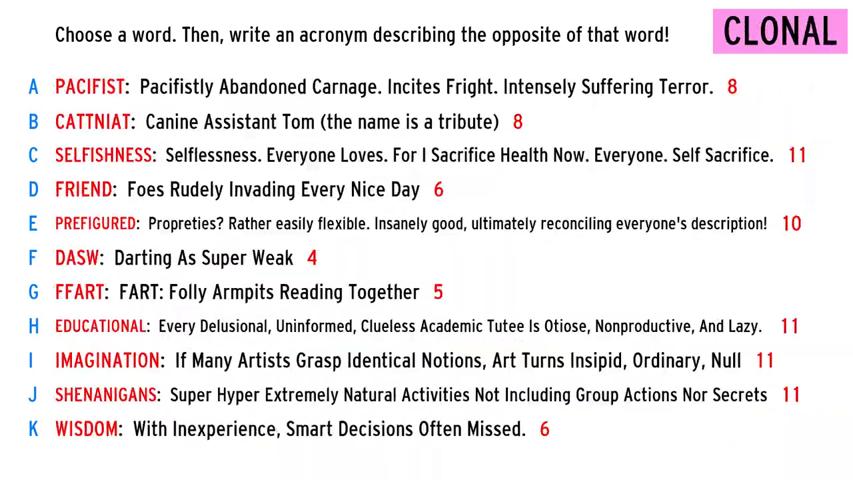 Choose a word. Then, write an acronym describing the opposite of that word!
CLONAL
A PACIFIST: Pacifistly Abandoned Carnage. Incites Fright. Intensely Suffering Terror. 8
B CATTNIAT: Canine Assistant Tom (the name is a tribute) 8
C SELFISHNESS: Selflessness. Everyone Loves. For I Sacrifice Health Now. Everyone. Self Sacrifice. 11
D FRIEND: Foes Rudely Invading Every Nice Day 6
E PREFIGURED: Propreties? Rather easily flexible. Insanely good, ultimately reconciling everyone's description! 10
F DASW: Darting As Super Weak 4
G FFART: FART: Folly Armpits Reading Together 5
H EDUCATIONAL: Every Delusional, Uninformed, Clueless Academic Tutee Is Otiose, Nonproductive, And Lazy. 11
I IMAGINATION: If Many Artists Grasp Identical Notions, Art Turns Insipid, Ordinary, Null 11
J SHENANIGANS: Super Hyper Extremely Natural Activities Not Including Group Actions Nor Secrets 11
K WISDOM: With Inexperience, Smart Decisions Often Missed. 6